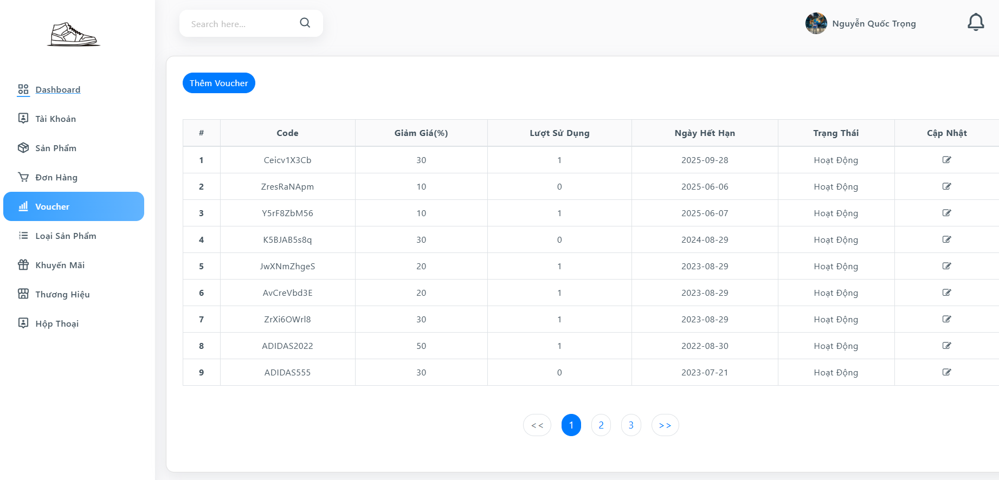 Search here...
Nguyễn Quốc Trọng
Dashboard
Tài Khoản
Sản Phẩm
Đơn Hàng
Voucher
Loại Sản Phẩm
Khuyến Mãi
Thương Hiệu
Hộp Thoại
Thêm Voucher
# Code Giảm Giá(%) Lượt Sử Dụng Ngày Hết Hạn Trạng Thái Cập Nhật
1 Ceicv1X3Cb 30 1 2025-09-28 Hoạt Động
2 ZresRaNApm 10 0 2025-06-06 Hoạt Động
3 Y5rF8ZbM56 10 1 2025-06-07 Hoạt Động
4 K5BJAB5s8q 30 0 2024-08-29 Hoạt Động
5 JwXNmZhgeS 20 1 2023-08-29 Hoạt Động
6 AvCreVbd3E 20 1 2023-08-29 Hoạt Động
7 ZrXi6OWrl8 30 1 2023-08-29 Hoạt Động
8 ADIDAS2022 50 1 2022-08-30 Hoạt Động
9 ADIDAS555 30 0 2023-07-21 Hoạt Động
<< 1 2 3 >>